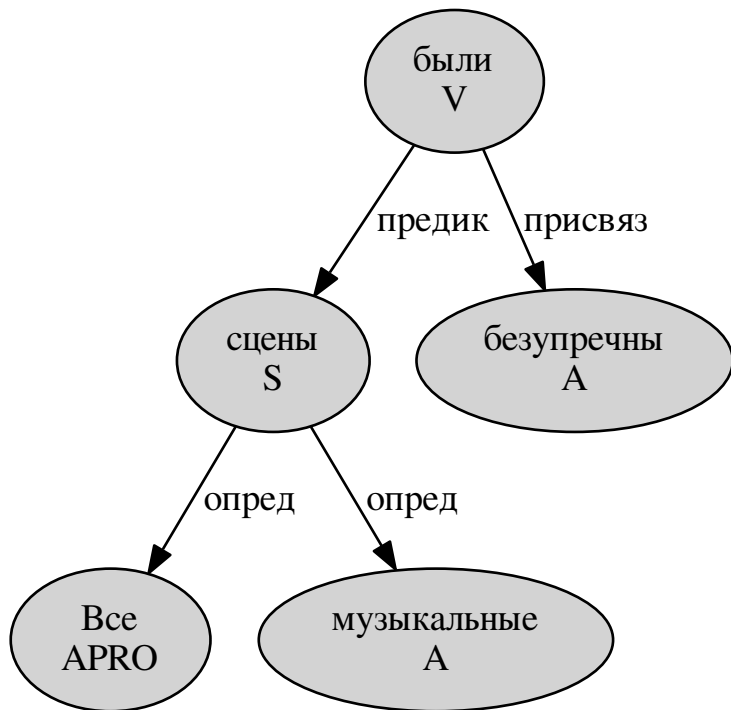 были
V
предик
присвяз
сцены
S
безупречны
A
опред
опред
Все
APRO
музыкальные
A